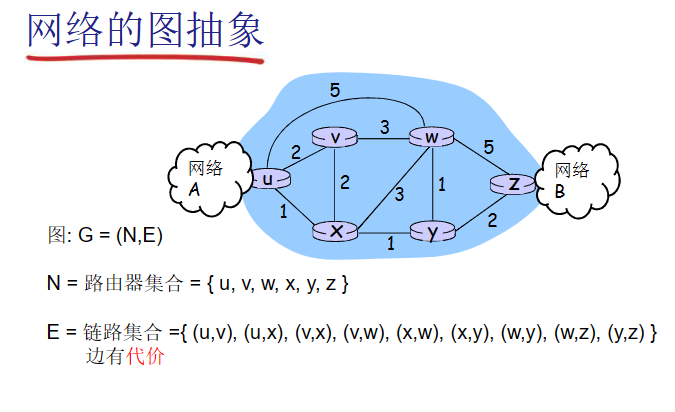 网络的图抽象
5
v
3
w
2
5
网络
A
u
2
3
1
z
网络
B
1
x
1
y
2
图: G = (N,E)
N = 路由器集合 = { u, v, w, x, y, z }
E = 链路集合 ={ (u,v), (u,x), (v,x), (v,w), (x,w), (x,y), (w,y), (w,z), (y,z) }
边有代价